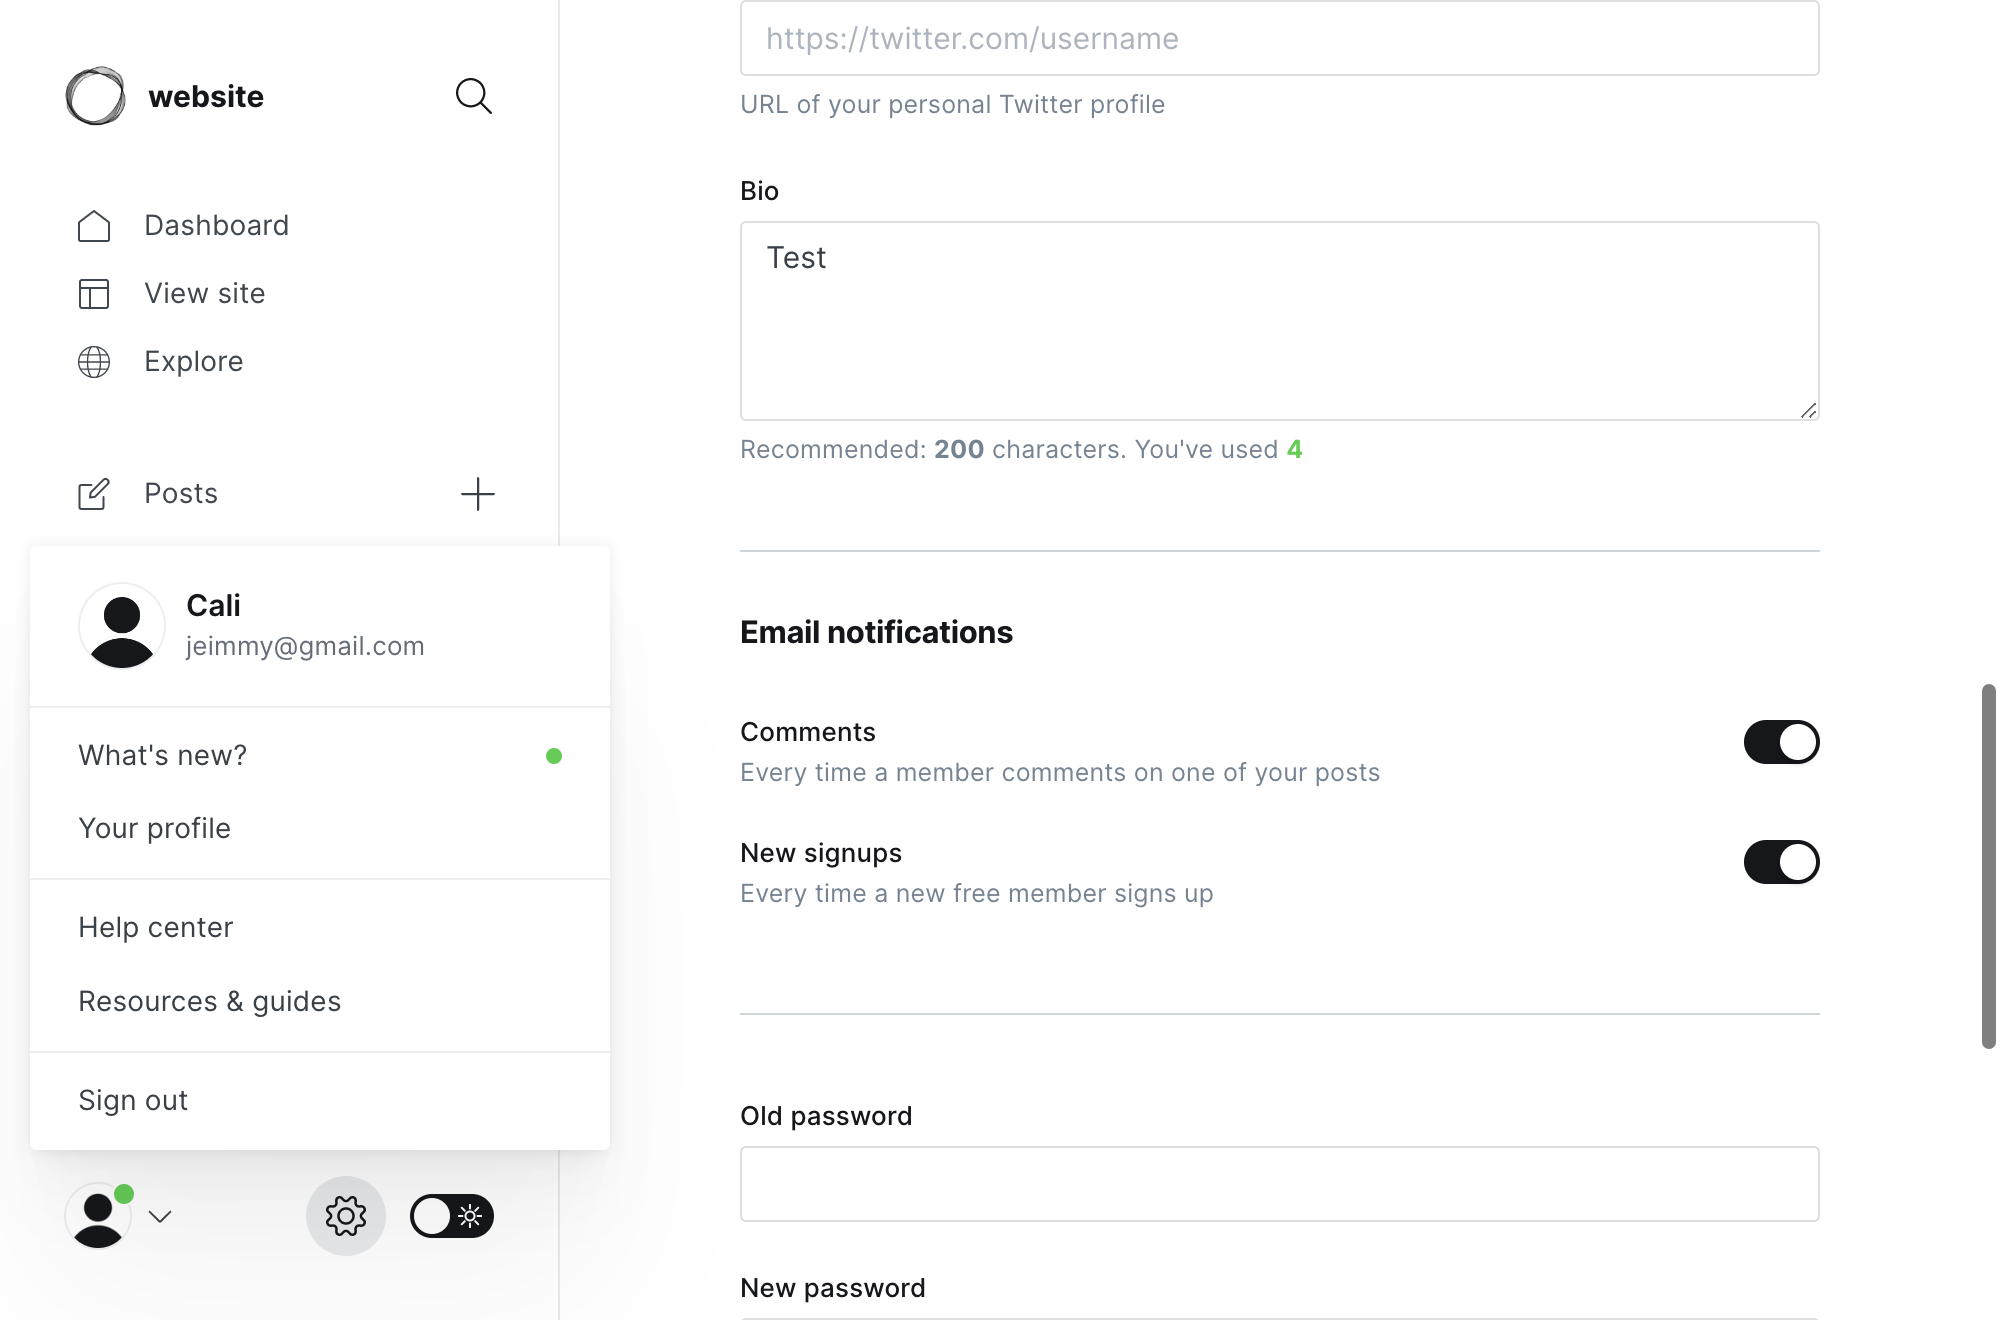 website
Dashboard
View site
Explore
Posts
Cali
jeimmy@gmail.com
What's new?
Your profile
Help center
Resources & guides
Sign out
https://twitter.com/username
URL of your personal Twitter profile
Bio
Test
Recommended: 200 characters. You've used 4
Email notifications
Comments
Every time a member comments on one of your posts
New signups
Every time a new free member signs up
Old password
New password